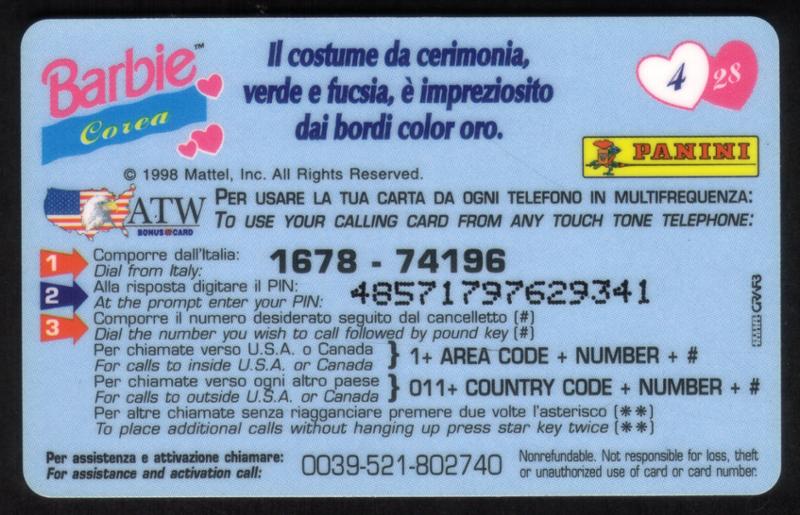 Barbie™
Corea
Il costume da cerimonia,
verde e fucsia, è impreziosito
dai bordi color oro.
4 28
PANINI
© 1998 Mattel, Inc. All Rights Reserved.
ATW
BONUS CARD
PER USARE LA TUA CARTA DA OGNI TELEFONO IN MULTIFREQUENZA:
TO USE YOUR CALLING CARD FROM ANY TOUCH TONE TELEPHONE:
1 Comporre dall'Italia:
Dial from Italy:
1678 - 74196
2 Alla risposta digitare il PIN:
At the prompt enter your PIN:
48571797629341
3 Comporre il numero desiderato seguito dal cancelletto (#)
Dial the number you wish to call followed by pound key (#)
Per chiamate verso U.S.A. o Canada
For calls to inside U.S.A. or Canada
} 1+ AREA CODE + NUMBER + #
Per chiamate verso ogni altro paese
For calls to outside U.S.A. or Canada
} 011+ COUNTRY CODE + NUMBER + #
Per altre chiamate senza riagganciare premere due volte l'asterisco (**)
To place additional calls without hanging up press star key twice (**)
Per assistenza e attivazione chiamare:
For assistance and activation call:
0039-521-802740
Nonrefundable. Not responsible for loss, theft
or unauthorized use of card or card number.